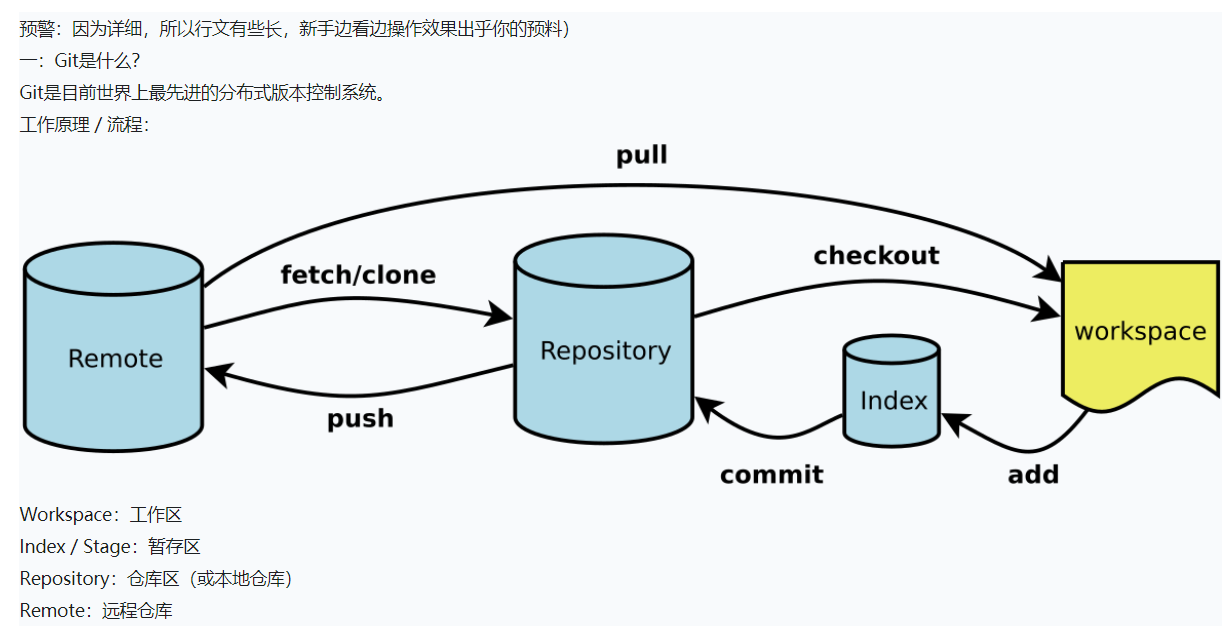 预警：因为详细，所以行文有些长，新手边看边操作效果出乎你的预料）
一：Git是什么？
Git是目前世界上最先进的分布式版本控制系统。
工作原理 / 流程：
pull
fetch/clone
checkout
Remote
Repository
workspace
Index
push
commit
add
Workspace：工作区
Index / Stage：暂存区
Repository：仓库区（或本地仓库）
Remote：远程仓库